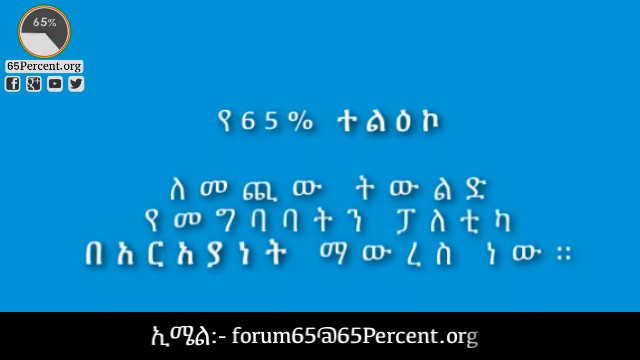 65%
65Percent.org
የ65% ተልዕኮ
ለመጪው ትውልድ
የመግባባትን ፓለቲካ
በአርአያነት ማውረስ ነው ።
ኢሜል:- forum65@65Percent.org